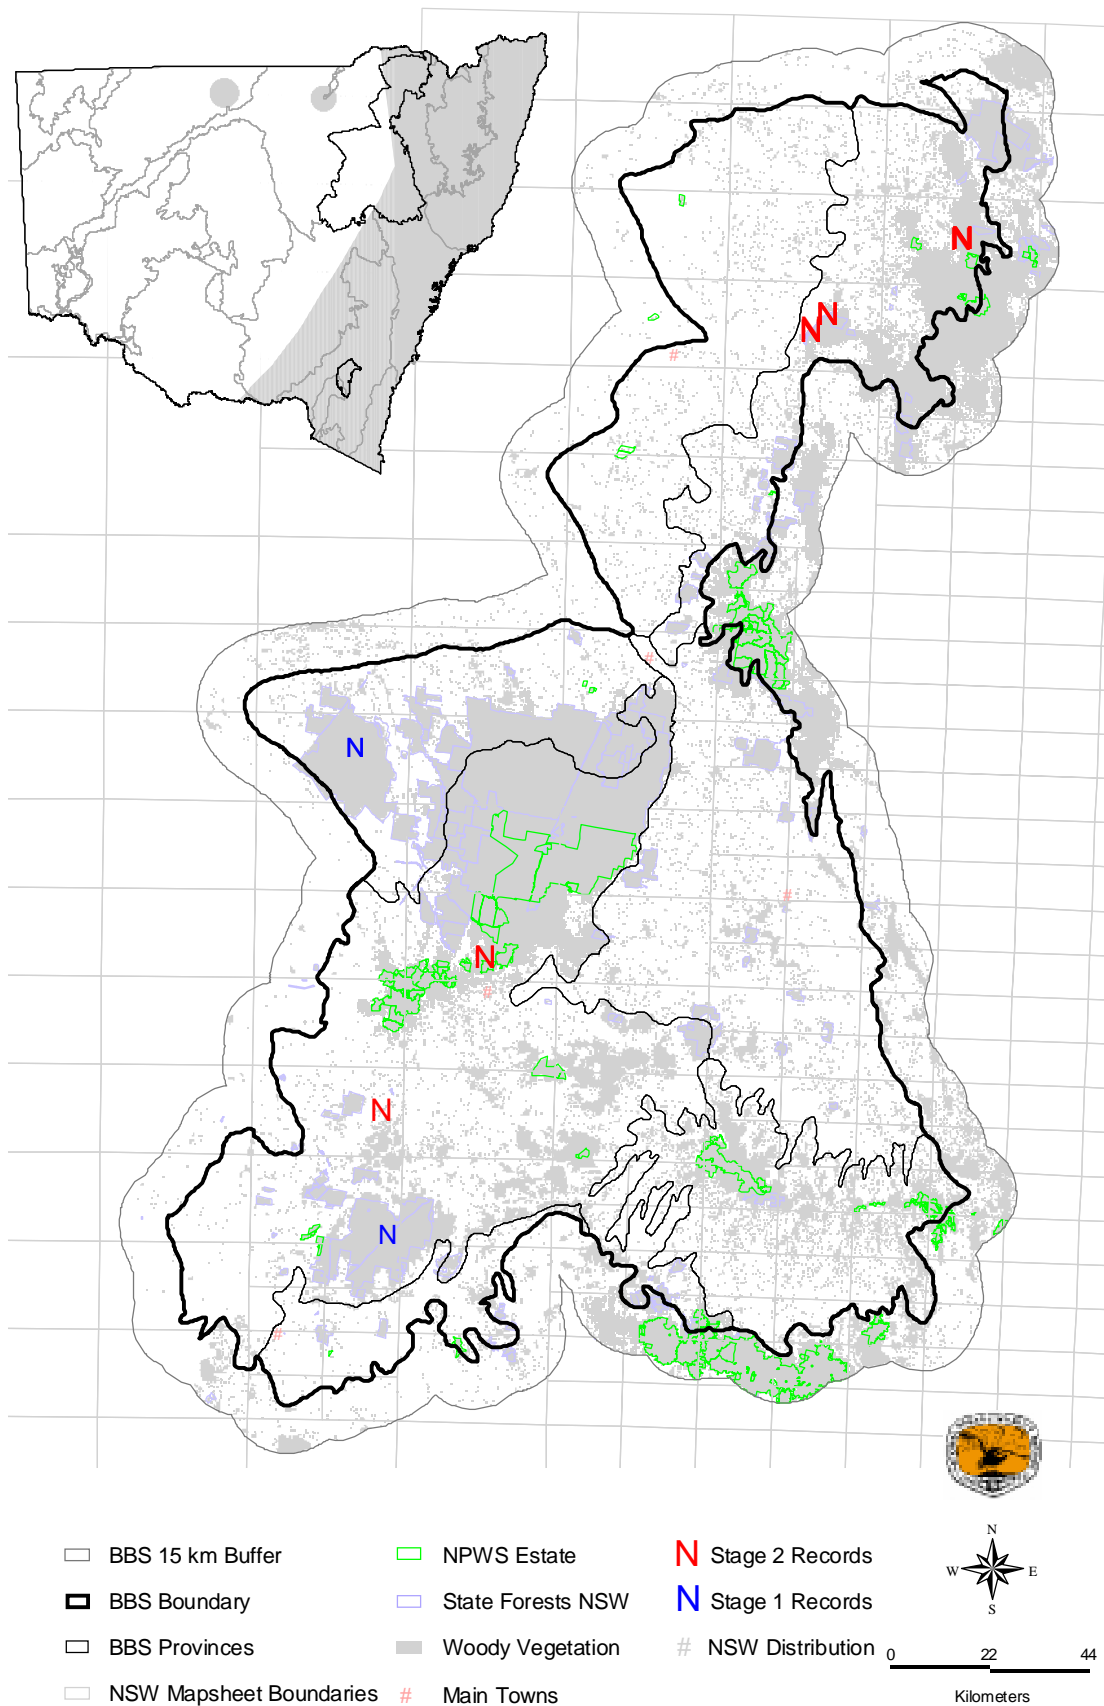 N
N
N
N
#
#
N
#
N
#
N
N
#
BBS 15 km Buffer
BBS Boundary
BBS Provinces
NSW Mapsheet Boundaries
NPWS Estate
State Forests NSW
Woody Vegetation
# Main Towns
N Stage 2 Records
N Stage 1 Records
# NSW Distribution
N
W E
S
0 22 44
Kilometers